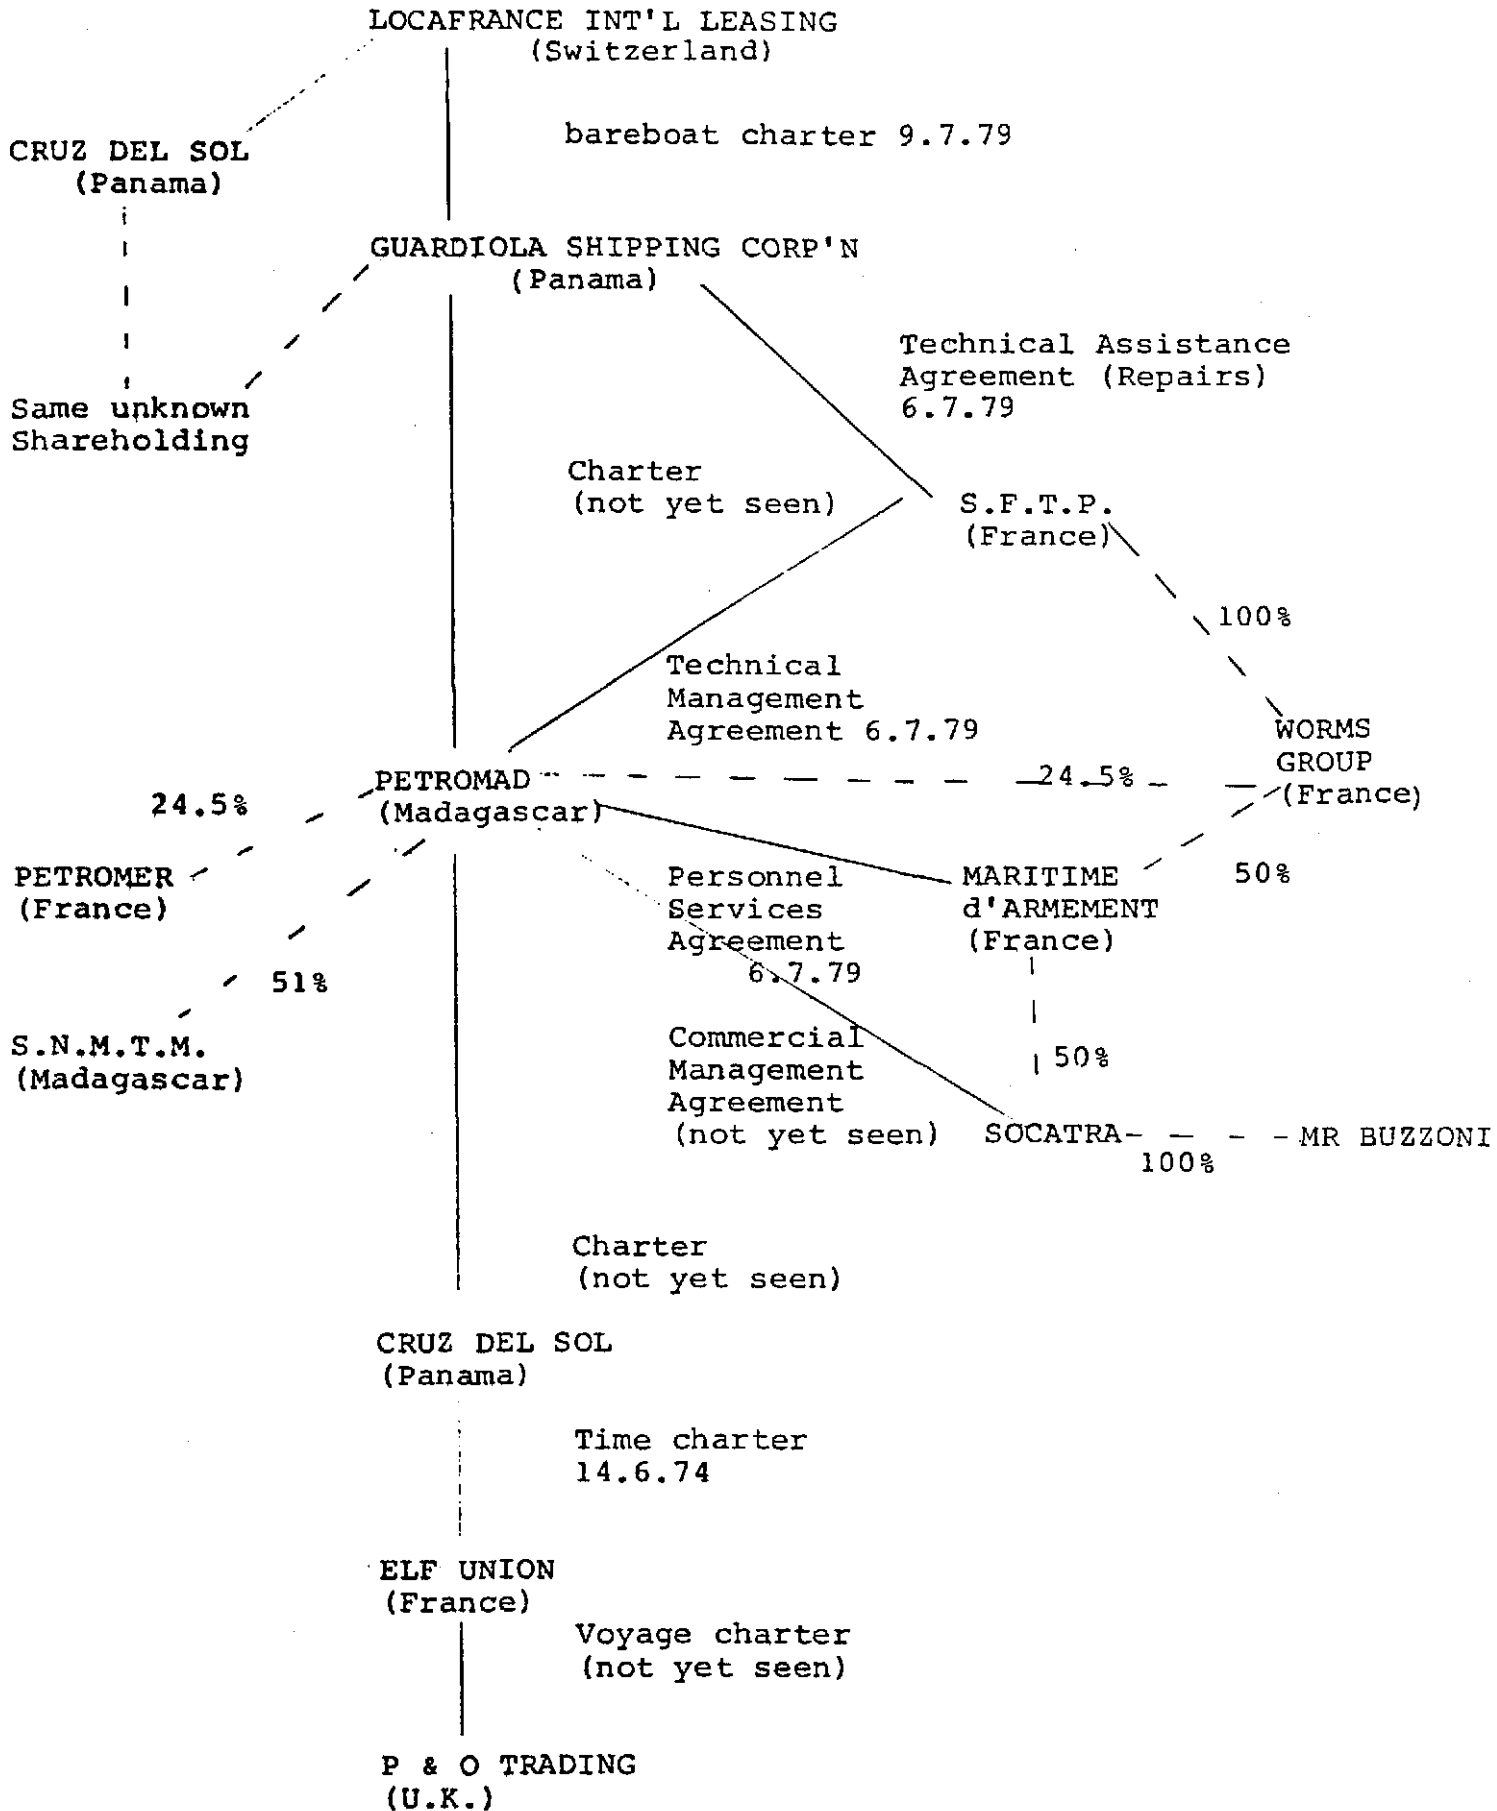 LOCAFRANCE INT'L LEASING
(Switzerland)
bareboat charter 9.7.79
CRUZ DEL SOL
(Panama)
GUARDIOLA SHIPPING CORP'N
(Panama)
Technical Assistance
Agreement (Repairs)
6.7.79
Same unknown
Shareholding
Charter
(not yet seen)
S.F.T.P.
(France)
100%
Technical
Management
Agreement 6.7.79
WORMS
GROUP
(France)
PETROMAD
(Madagascar)
24.5%
24.5%
PETROMER
(France)
Personnel
Services
Agreement
6.7.79
MARITIME
d'ARMEMENT
(France)
50%
51%
S.N.M.T.M.
(Madagascar)
Commercial
Management
Agreement
(not yet seen)
50%
SOCATRA
MR BUZZONI
100%
Charter
(not yet seen)
CRUZ DEL SOL
(Panama)
Time charter
14.6.74
ELF UNION
(France)
Voyage charter
(not yet seen)
P & O TRADING
(U.K.)